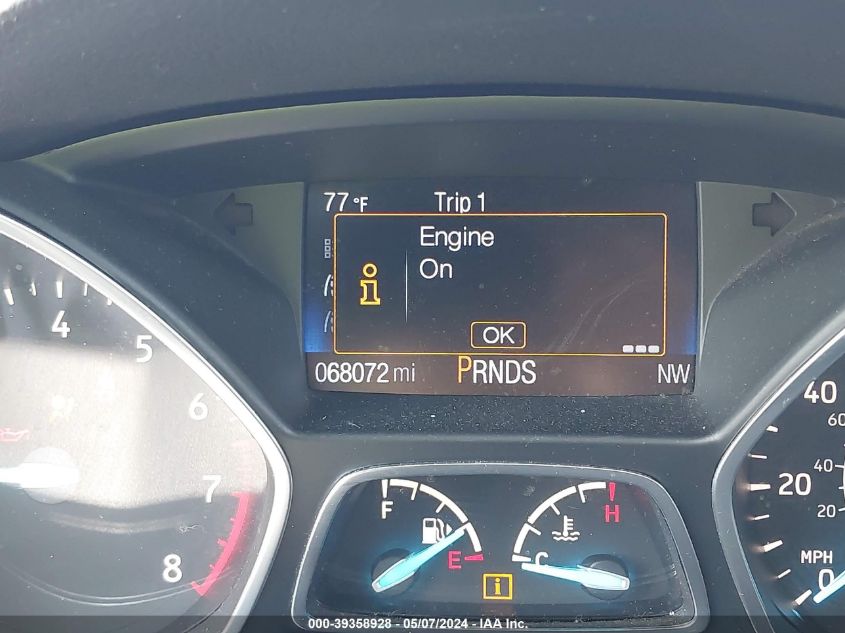 77 °F Trip 1
Engine
On
i
OK
068072 mi PRNDS NW
4
5
6
7
8
F
E
H
C
i
40
60
20
40
20
MPH
0
000-39358928 - 05/07/2024 - IAA Inc.